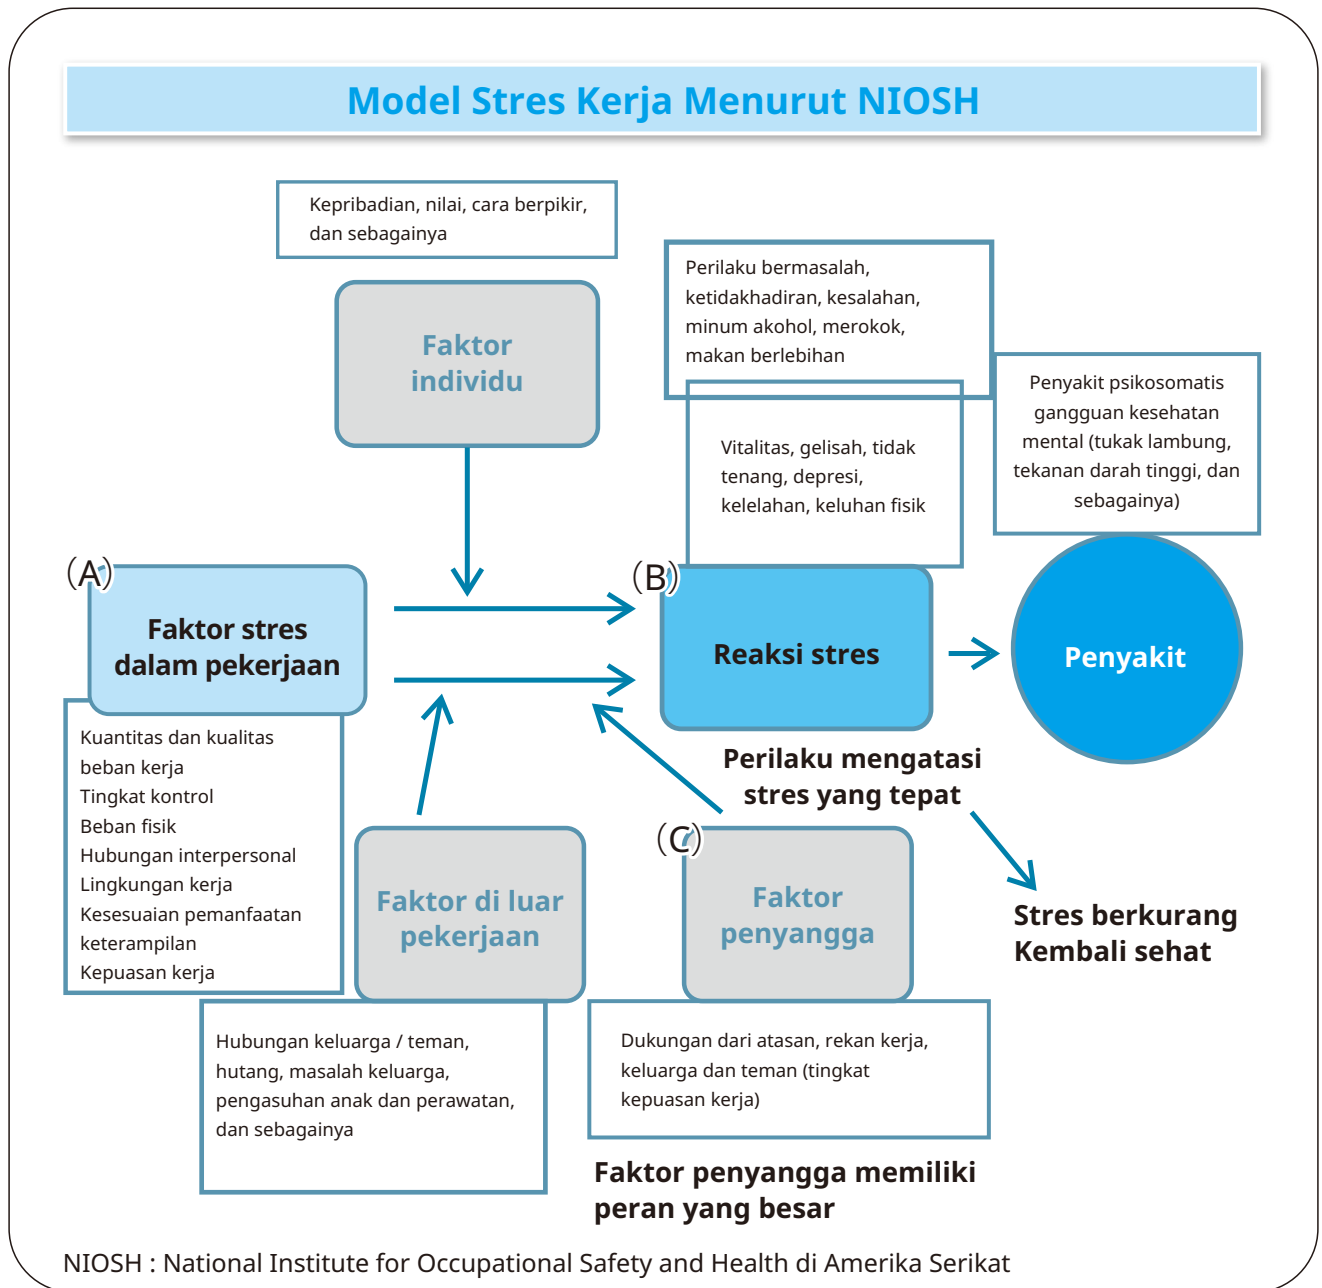 Model Stres Kerja Menurut NIOSH
Kepribadian, nilai, cara berpikir,
dan sebagainya
Faktor
individu
Perilaku bermasalah,
ketidakhadiran, kesalahan,
minum akohol, merokok,
makan berlebihan
Vitalitas, gelisah, tidak
tenang, depresi,
kelelahan, keluhan fisik
Penyakit psikosomatis
gangguan kesehatan
mental (tukak lambung,
tekanan darah tinggi, dan
sebagainya)
(A)
Faktor stres
dalam pekerjaan
(B)
Reaksi stres
Penyakit
Kuantitas dan kualitas
beban kerja
Tingkat kontrol
Beban fisik
Hubungan interpersonal
Lingkungan kerja
Kesesuaian pemanfaatan
keterampilan
Kepuasan kerja
Perilaku mengatasi
stres yang tepat
Faktor di luar
pekerjaan
(C)
Faktor
penyangga
Stres berkurang
Kembali sehat
Hubungan keluarga / teman,
hutang, masalah keluarga,
pengasuhan anak dan perawatan,
dan sebagainya
Dukungan dari atasan, rekan kerja,
keluarga dan teman (tingkat
kepuasan kerja)
Faktor penyangga memiliki
peran yang besar
NIOSH : National Institute for Occupational Safety and Health di Amerika Serikat